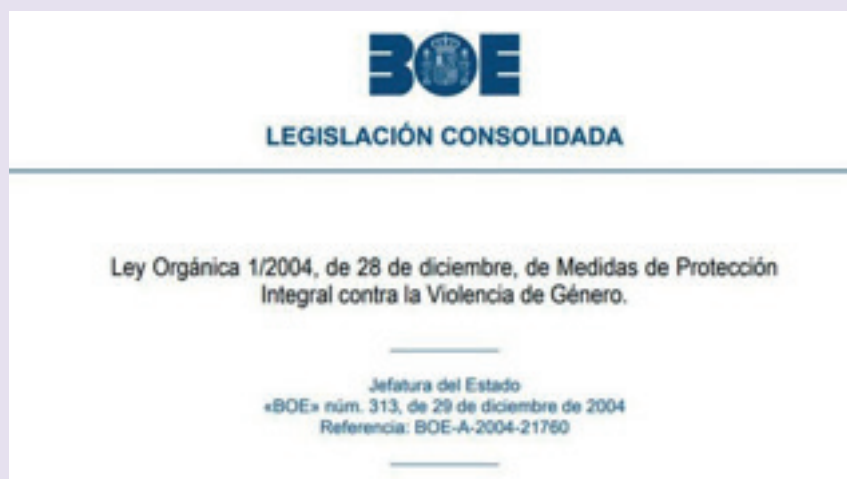 BOE
LEGISLACIÓN CONSOLIDADA
Ley Orgánica 1/2004, de 28 de diciembre, de Medidas de Protección
Integral contra la Violencia de Género.
Jefatura del Estado
«BOE» núm. 313, de 29 de diciembre de 2004
Referencia: BOE-A-2004-21760